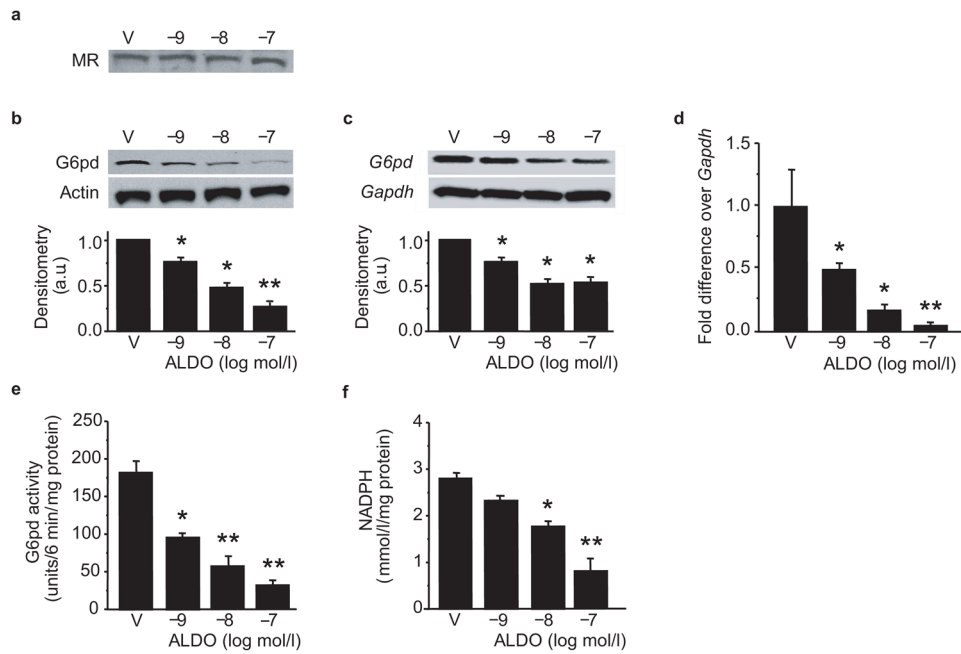 a
V −9 −8 −7
MR
b
V −9 −8 −7
G6pd
Actin
Densitometry
(a.u)
1.0
0.5
0.0
* * **
V −9 −8 −7
ALDO (log mol/l)
c
V −9 −8 −7
G6pd
Gapdh
Densitometry
(a.u)
1.0
0.5
0.0
* * *
V −9 −8 −7
ALDO (log mol/l)
d
Fold difference over Gapdh
1.5
1.0
0.5
0.0
* * **
V −9 −8 −7
ALDO (log mol/l)
e
G6pd activity
(units/6 min/mg protein)
250
200
150
100
50
0
* ** **
V −9 −8 −7
ALDO (log mol/l)
f
NADPH
(mmol/l/mg protein)
4
3
2
1
0
* **
V −9 −8 −7
ALDO (log mol/l)